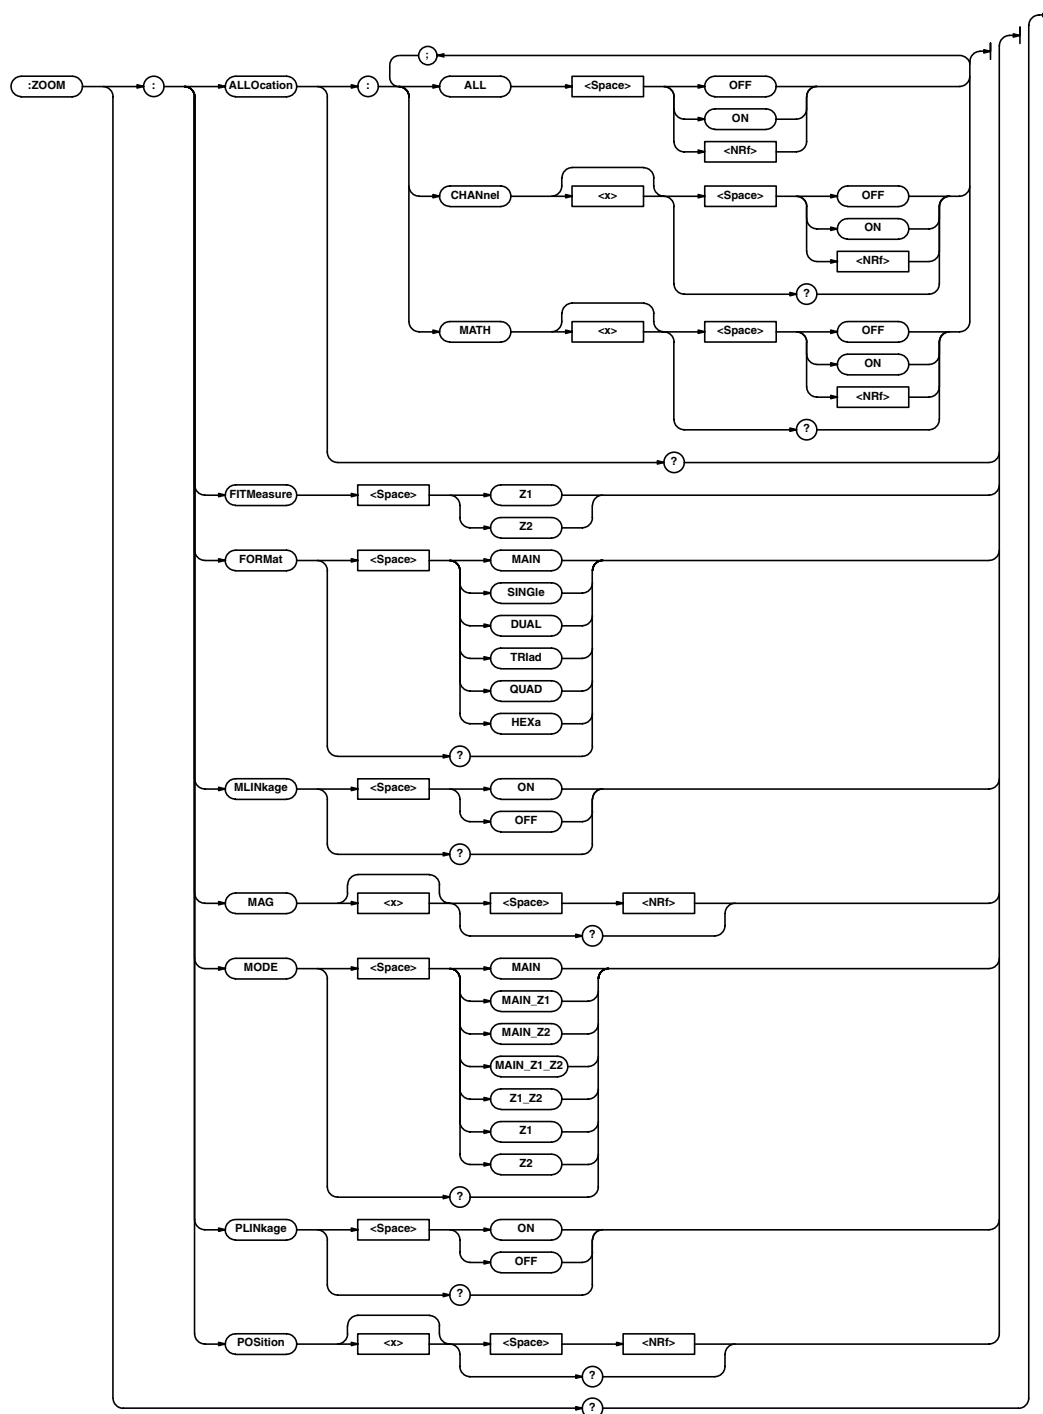 ;
:ZOOM : ALLOcation : ALL <Space> OFF
ON
<NRf>
CHANnel <x> <Space> OFF
ON
<NRf>
?
MATH <x> <Space> OFF
ON
<NRf>
?
?
FITMeasure <Space> Z1
Z2
FORMat <Space> MAIN
SINGle
DUAL
TRIad
QUAD
HEXa
?
MLINkage <Space> ON
OFF
?
MAG <x> <Space> <NRf>
?
MODE <Space> MAIN
MAIN_Z1
MAIN_Z2
MAIN_Z1_Z2
Z1_Z2
Z1
Z2
?
PLINkage <Space> ON
OFF
?
POSition <x> <Space> <NRf>
?
?